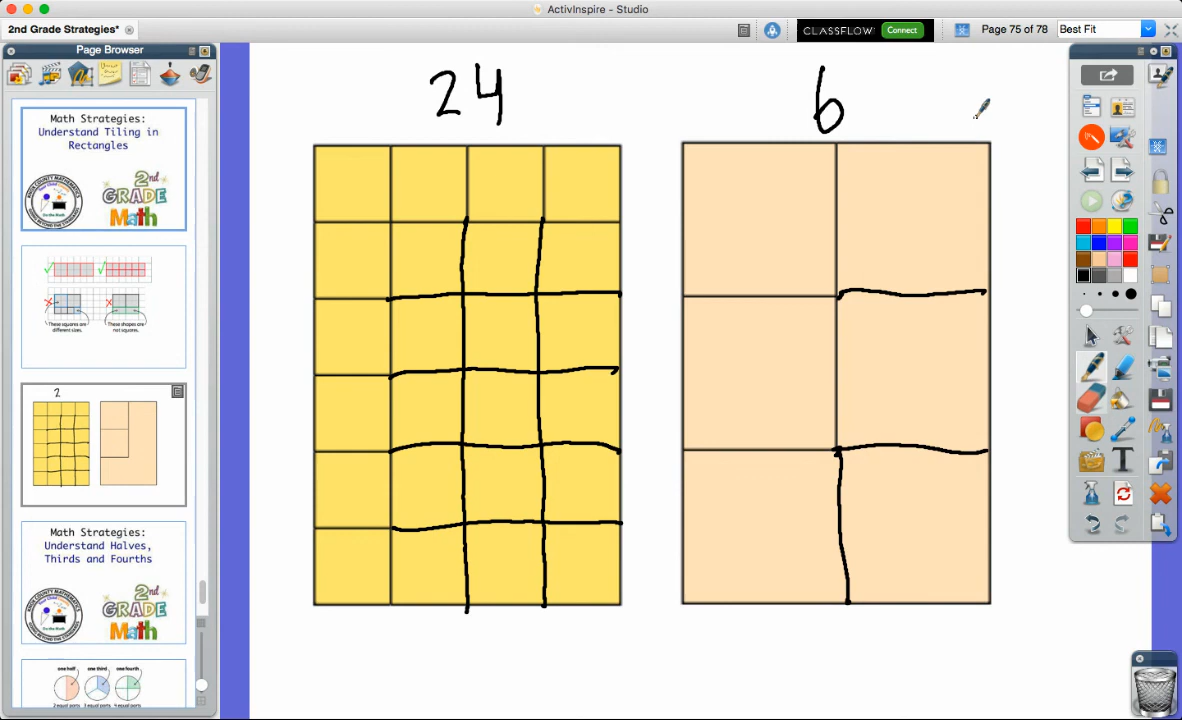 ActivInspire - Studio
2nd Grade Strategies*
CLASSFLOW
Connect
Page 75 of 78
Best Fit
Page Browser
Math Strategies:
Understand Tiling in
Rectangles
2nd
GRADE
Math
These squares are
different sizes.
These shapes are
not squares.
2
Math Strategies:
Understand Halves,
Thirds and Fourths
2nd
GRADE
Math
one half
one third
one fourth
2 equal parts
3 equal parts
4 equal parts
24
6
T